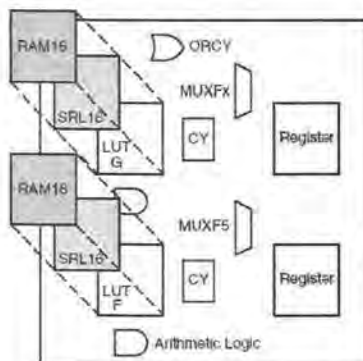 RAM16
ORCY
SRL16
MUXFx
LUT
G
CY
Register
RAM16
SRL16
MUXF5
LUT
F
CY
Register
Arithmetic Logic